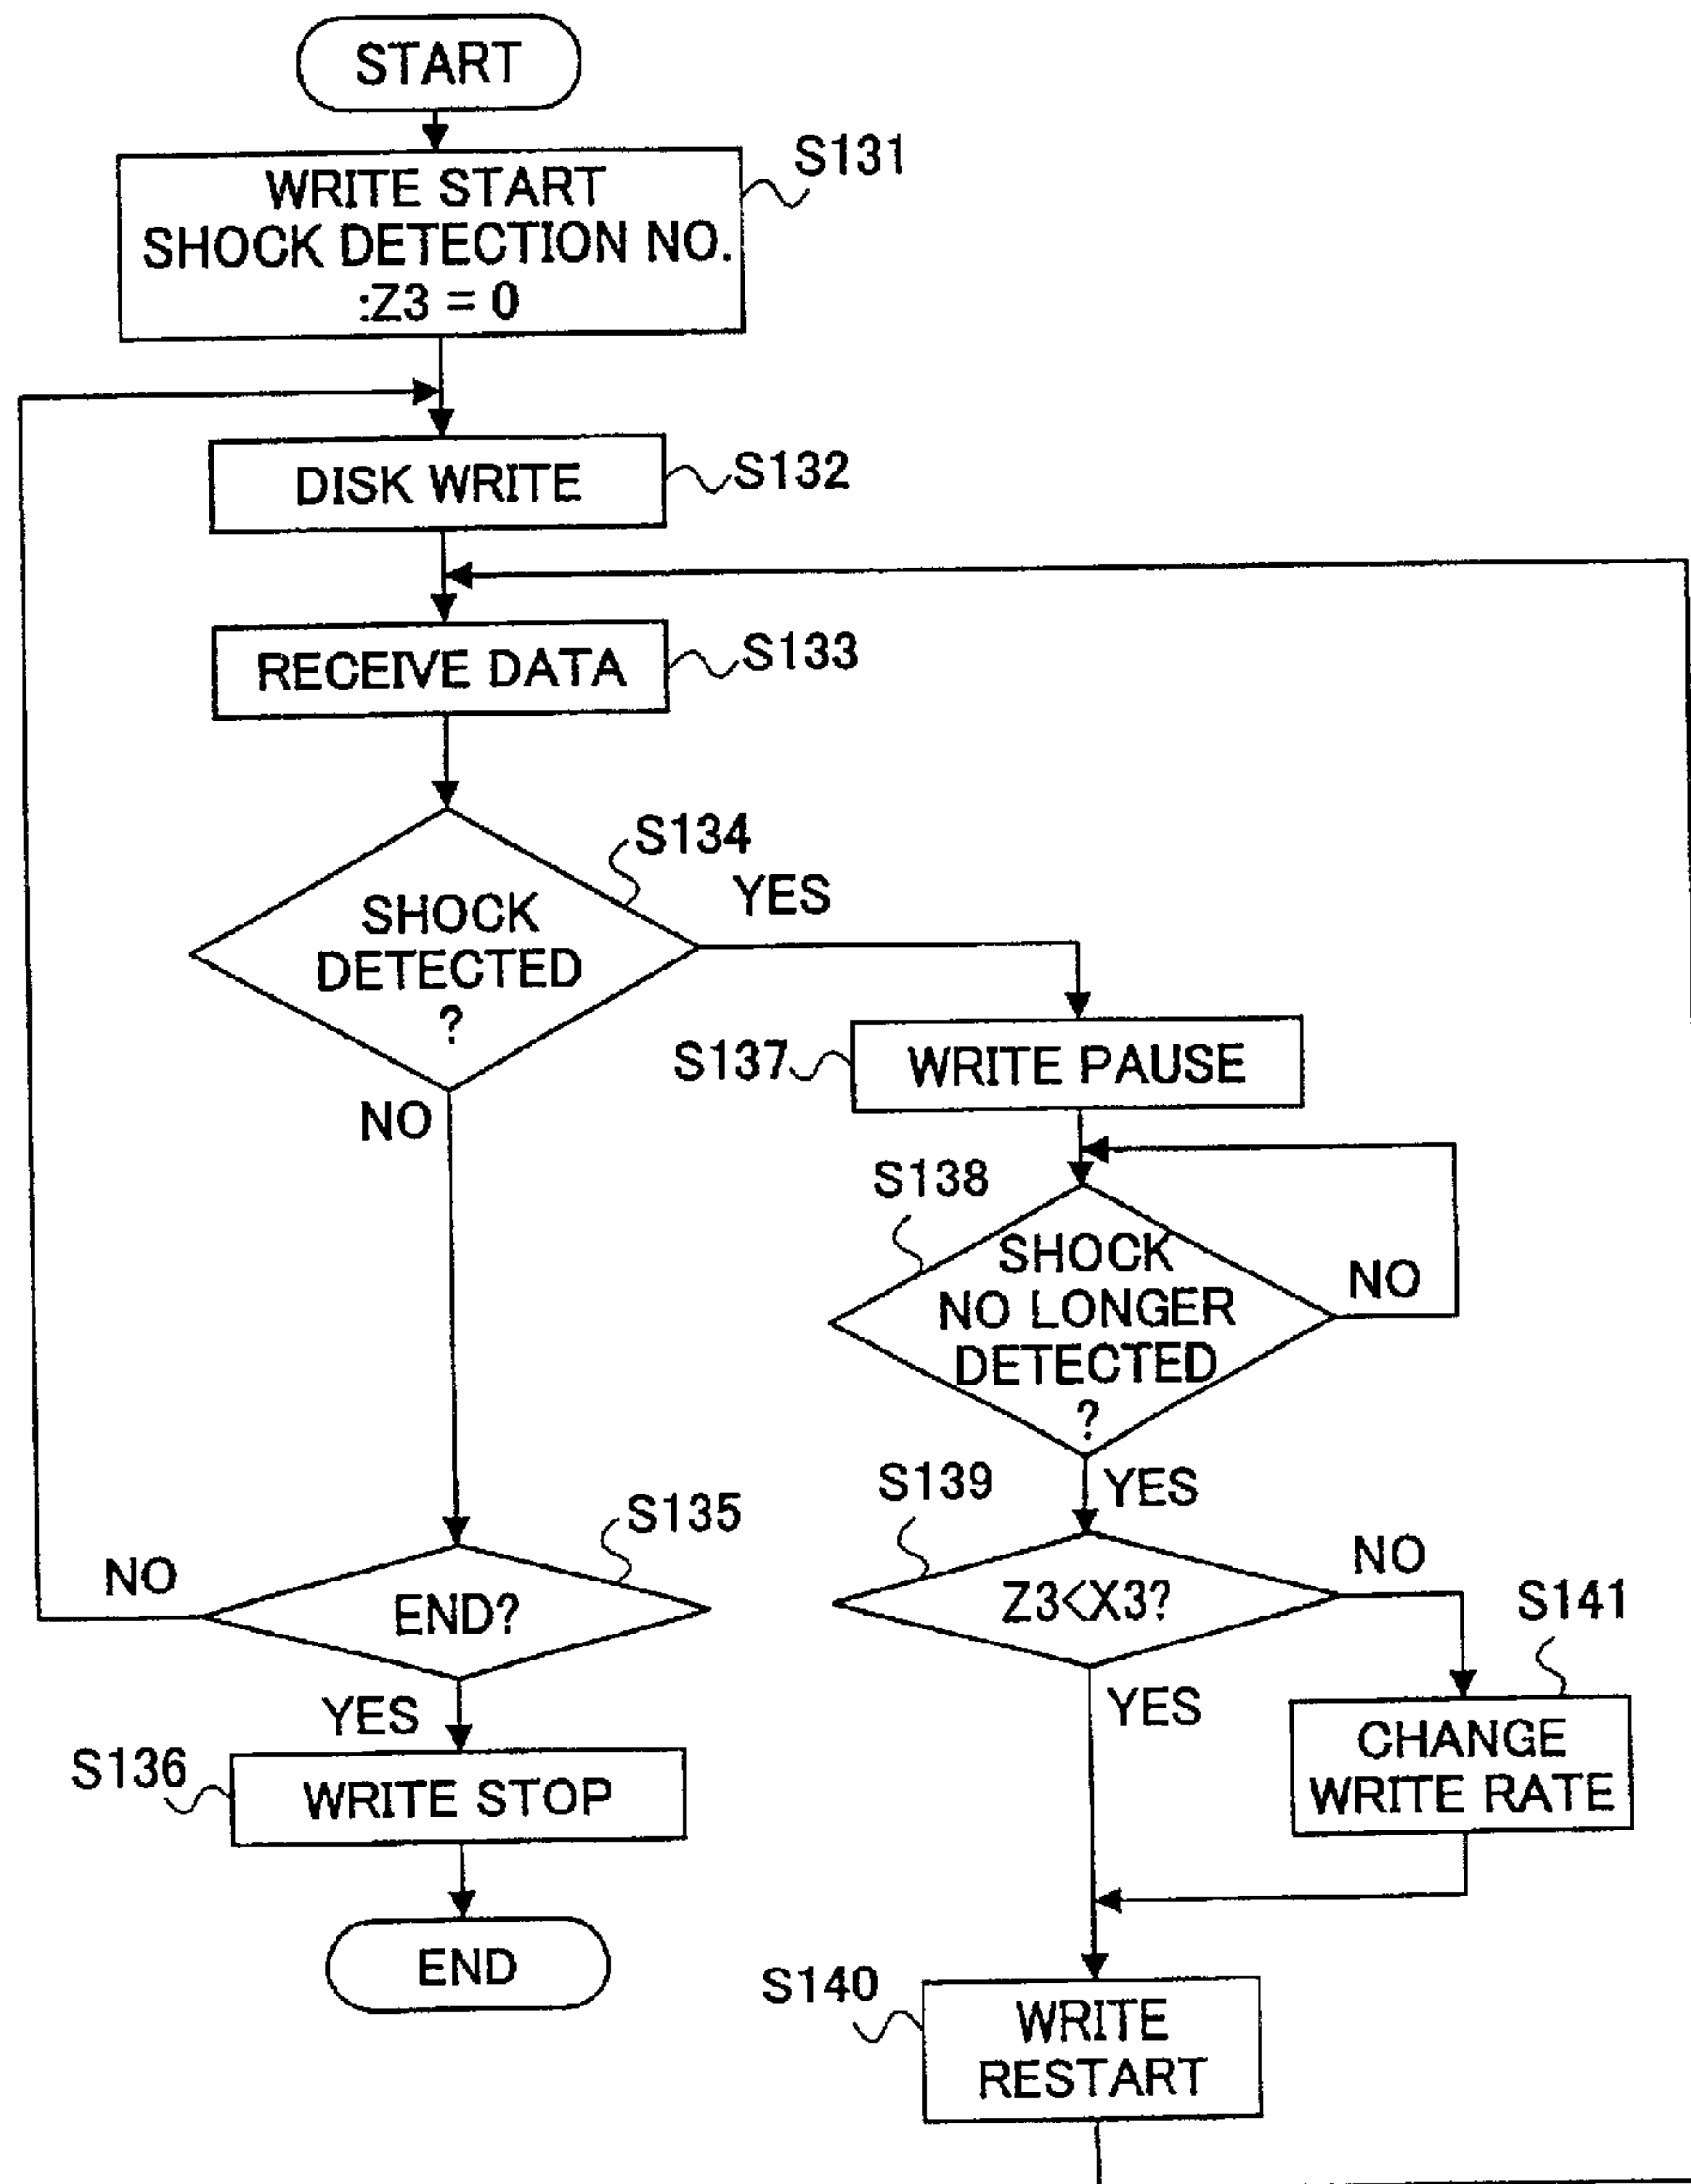 START
WRITE START
SHOCK DETECTION NO.
:Z3 = 0
S131
DISK WRITE
S132
RECEIVE DATA
S133
S134
SHOCK
DETECTED
?
YES
NO
S137
WRITE PAUSE
S138
SHOCK
NO LONGER
DETECTED
?
NO
YES
S139
Z3<X3?
NO
YES
S141
CHANGE
WRITE RATE
S135
END?
NO
YES
S136
WRITE STOP
END
S140
WRITE
RESTART